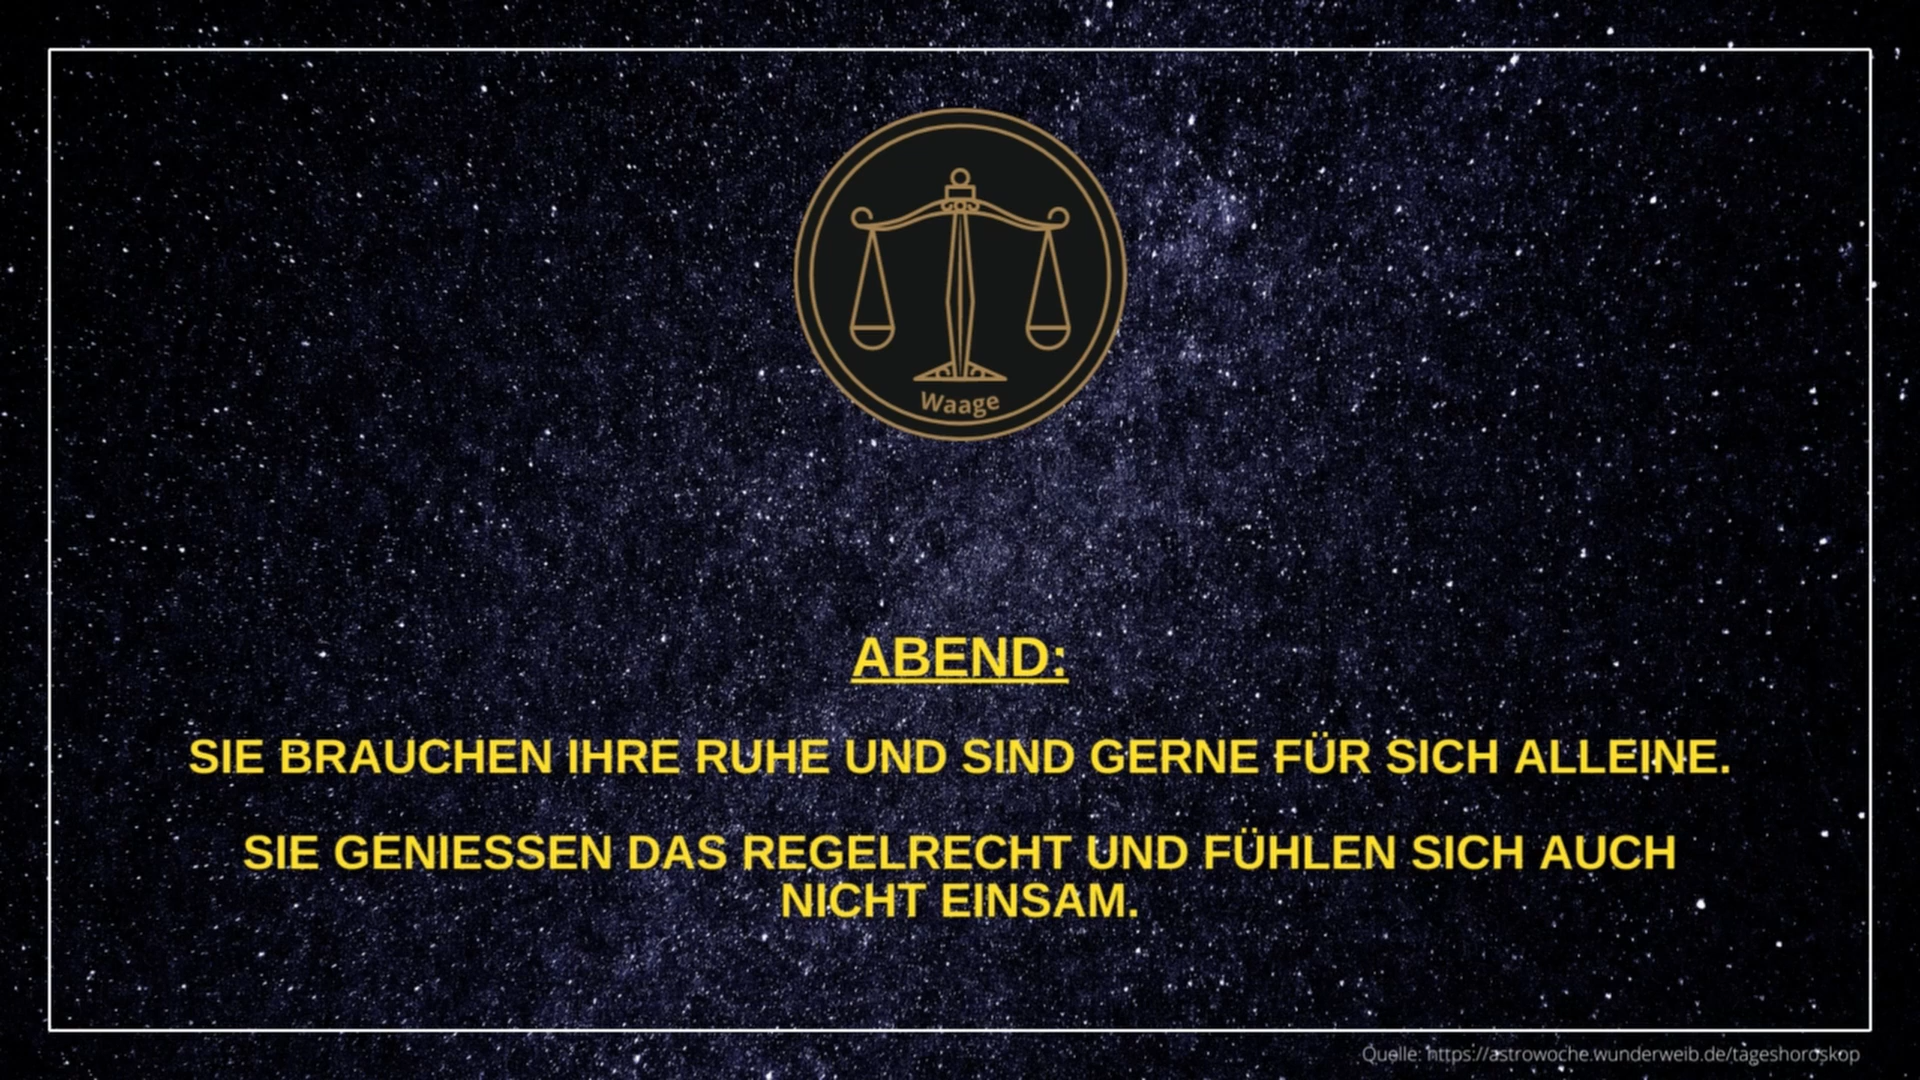 Waage
ABEND:
SIE BRAUCHEN IHRE RUHE UND SIND GERNE FÜR SICH ALLEINE.
SIE GENIESSEN DAS REGELRECHT UND FÜHLEN SICH AUCH
NICHT EINSAM.
Quelle: https://astrowoche.wunderweib.de/tageshoroskop